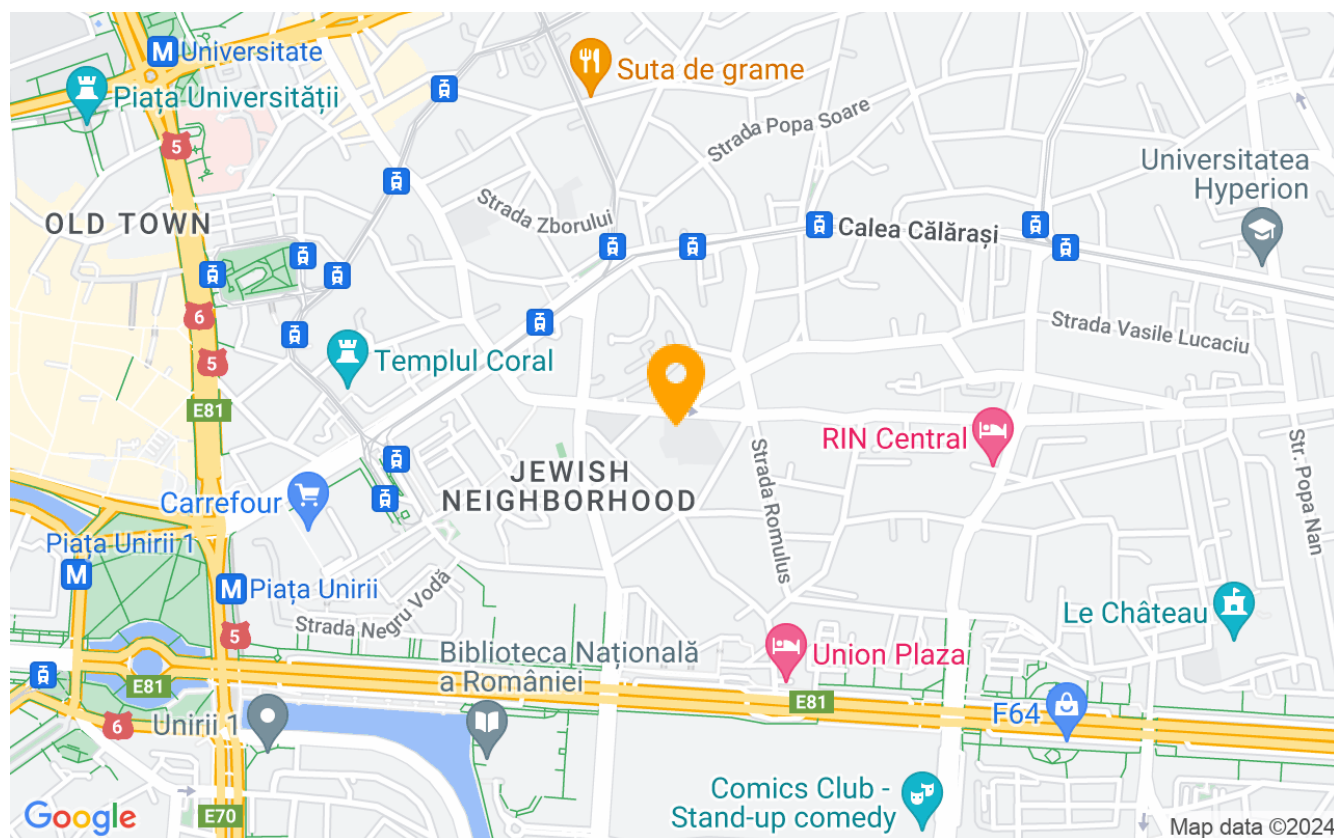 Universitate
Piața Universității
5
OLD TOWN
Suta de grame
Strada Popa Soare
Strada Zborului
Calea Călărași
Universitatea
Hyperion
6
5
Strada Vasile Lucaciu
Templul Coral
E81
RIN Central
Str. Popa Nan
JEWISH
NEIGHBORHOOD
Strada Romulus
Carrefour
Piața Unirii 1
M
M
Piața Unirii
M
5
Strada Negru Vodă
Le Château
Biblioteca Națională
a României
Union Plaza
E81
E81
F64
6
Unirii 1
Comics Club -
Stand-up comedy
Google
E70
Map data ©2024